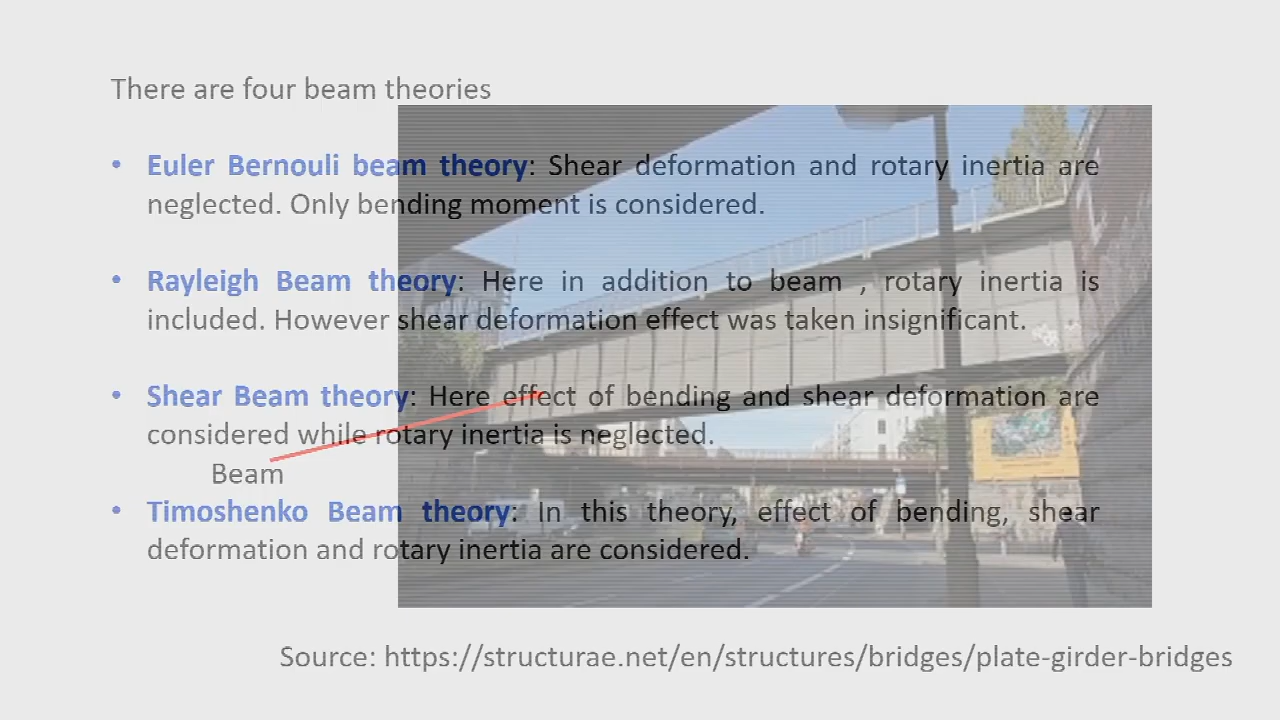 There are four beam theories
• Euler Bernouli beam theory: Shear deformation and rotary inertia are
neglected. Only bending moment is considered.
• Rayleigh Beam theory: Here in addition to beam , rotary inertia is
included. However shear deformation effect was taken insignificant.
• Shear Beam theory: Here effect of bending and shear deformation are
considered while rotary inertia is neglected.
Beam
• Timoshenko Beam theory: In this theory, effect of bending, shear
deformation and rotary inertia are considered.
Source: https://structurae.net/en/structures/bridges/plate-girder-bridges